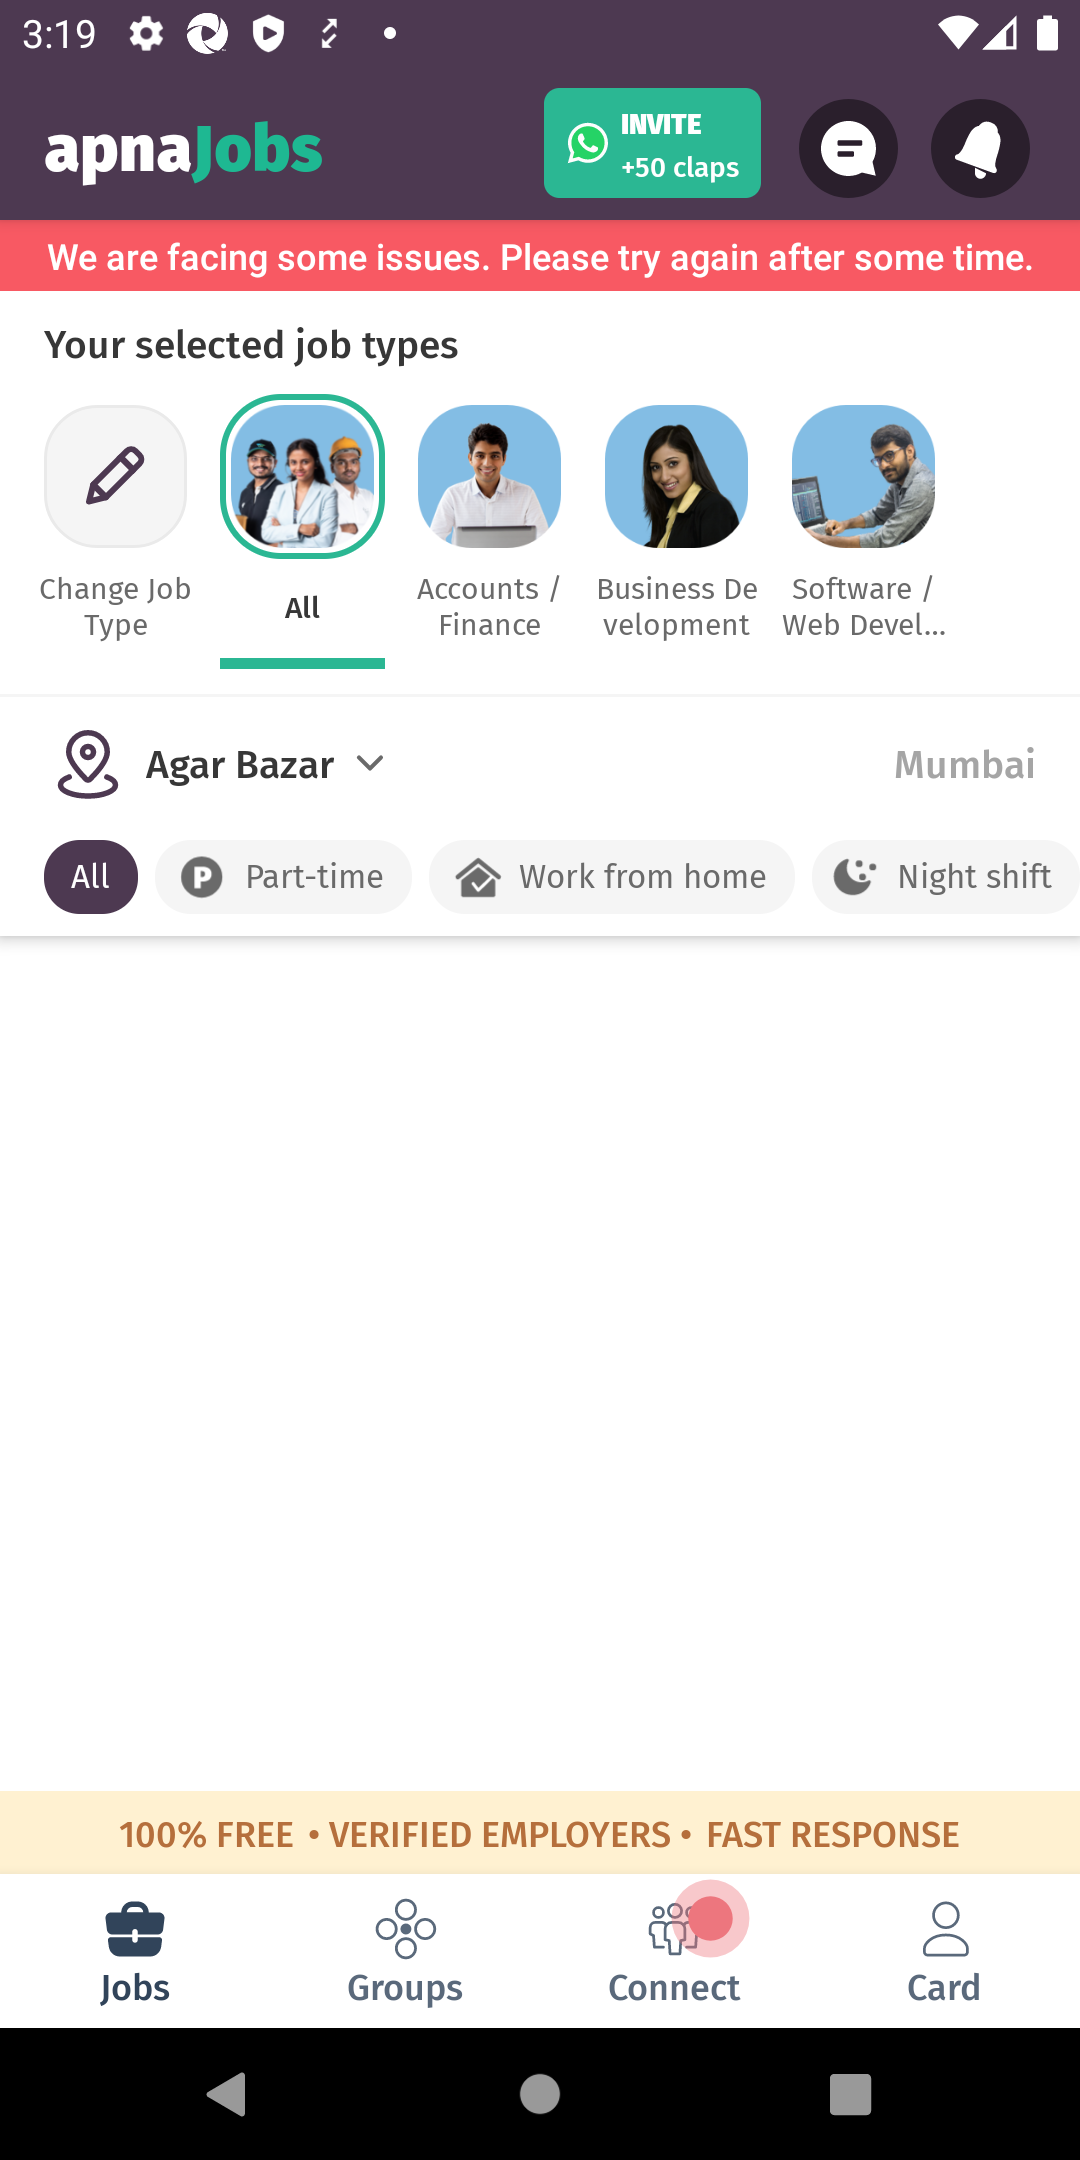 3:19
apnaJobs
INVITE
+50 claps
We are facing some issues. Please try again after some time.
Your selected job types
Change Job
Type
All
Accounts /
Finance
Business De
velopment
Software /
Web Devel...
Agar Bazar
Mumbai
All
P Part-time
Work from home
Night shift
100% FREE • VERIFIED EMPLOYERS • FAST RESPONSE
Jobs
Groups
Connect
Card